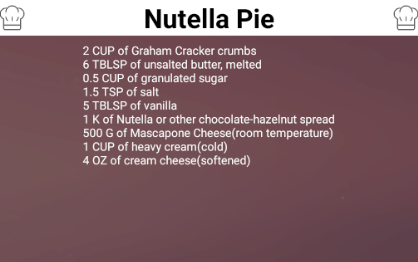 Nutella Pie
2 CUP of Graham Cracker crumbs
6 TBLSP of unsalted butter, melted
0.5 CUP of granulated sugar
1.5 TSP of salt
5 TBLSP of vanilla
1 K of Nutella or other chocolate-hazelnut spread
500 G of Mascapone Cheese(room temperature)
1 CUP of heavy cream(cold)
4 OZ of cream cheese(softened)